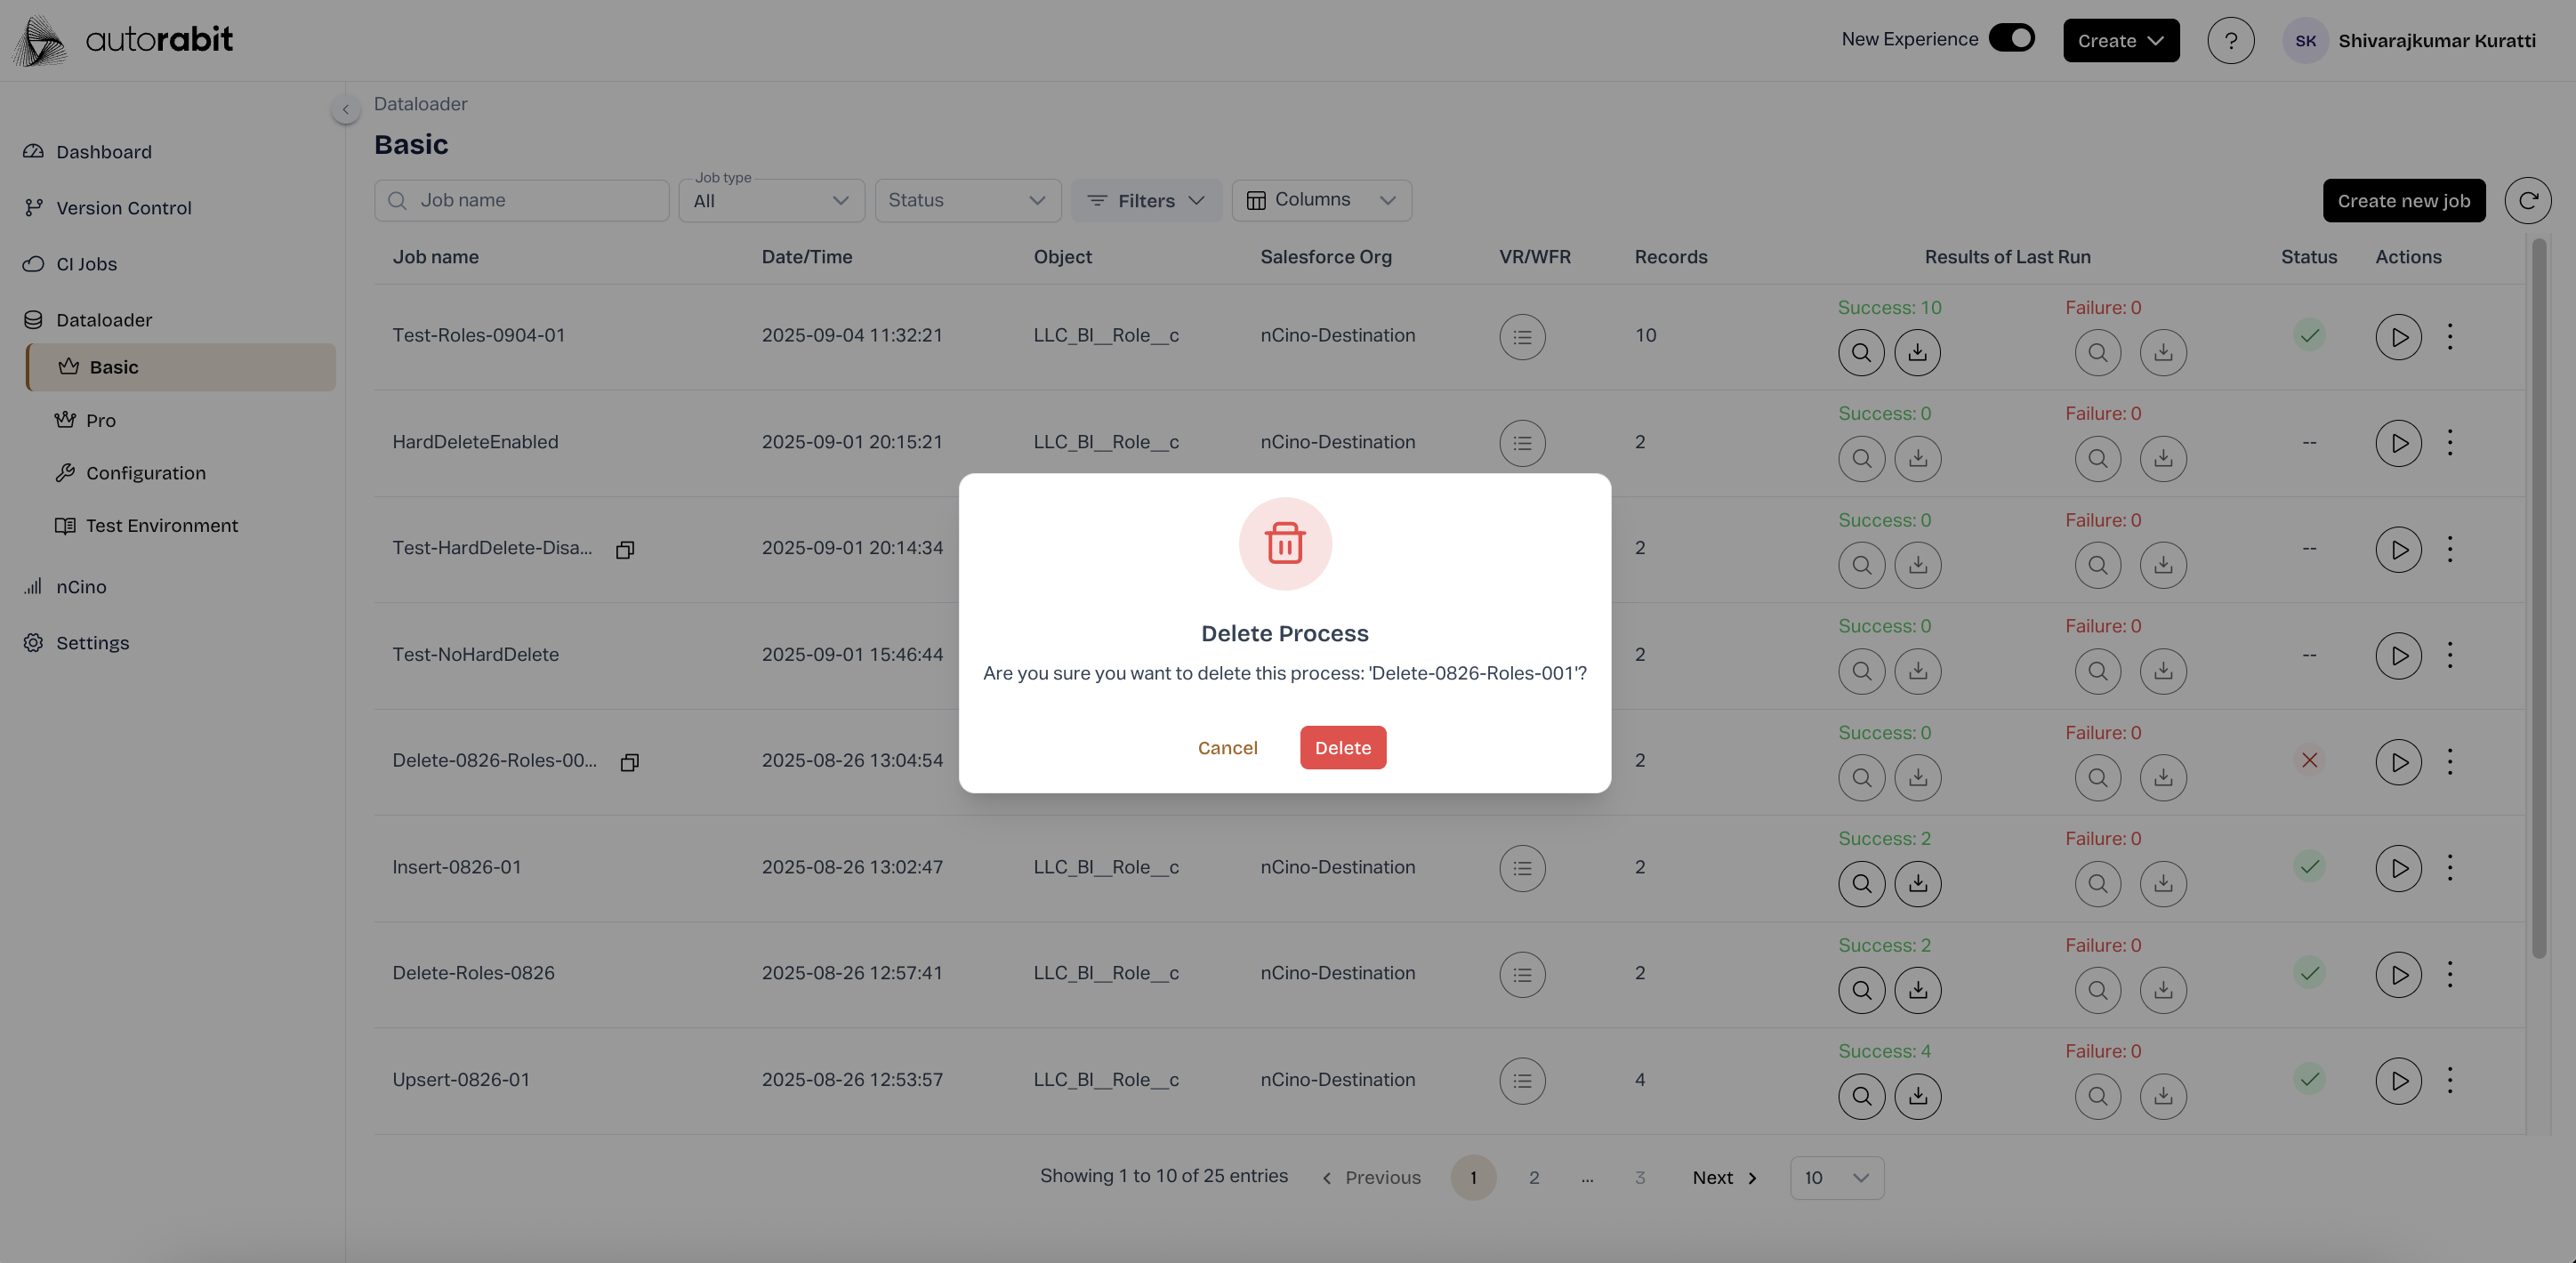 autorabit
New Experience
Create
?
SK
Shivarajkumar Kuratti
Dashboard
Version Control
CI Jobs
Dataloader
Basic
Pro
Configuration
Test Environment
nCino
Settings
Dataloader
Basic
Job name
Job type
All
Status
Filters
Columns
Create new job
Job name Date/Time Object Salesforce Org VR/WFR Records Results of Last Run Status Actions
Success: 10 Failure: 0
Test-Roles-0904-01 2025-09-04 11:32:21 LLC_BI__Role__c nCino-Destination 10
Success: 0 Failure: 0
HardDeleteEnabled 2025-09-01 20:15:21 LLC_BI__Role__c nCino-Destination 2 --
Success: 0 Failure: 0
Test-HardDelete-Disa... 2025-09-01 20:14:34 2 --
Success: 0 Failure: 0
Test-NoHardDelete 2025-09-01 15:46:44 2 --
Success: 0 Failure: 0
Delete-0826-Roles-00... 2025-08-26 13:04:54 2
Success: 2 Failure: 0
Insert-0826-01 2025-08-26 13:02:47 LLC_BI__Role__c nCino-Destination 2
Success: 2 Failure: 0
Delete-Roles-0826 2025-08-26 12:57:41 LLC_BI__Role__c nCino-Destination 2
Success: 4 Failure: 0
Upsert-0826-01 2025-08-26 12:53:57 LLC_BI__Role__c nCino-Destination 4
Delete Process
Are you sure you want to delete this process: 'Delete-0826-Roles-001'?
Cancel Delete
Showing 1 to 10 of 25 entries Previous 1 2 ... 3 Next 10